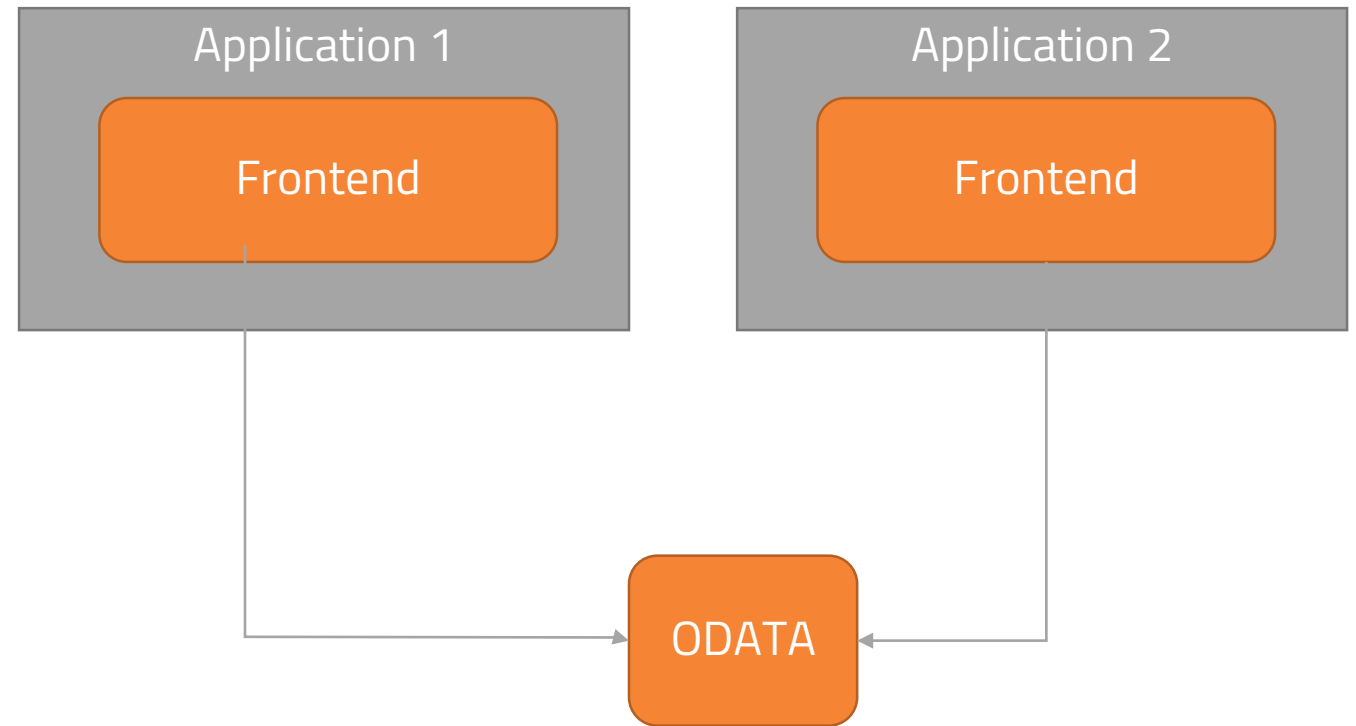 Application 1
Application 2
Frontend
Frontend
ODATA